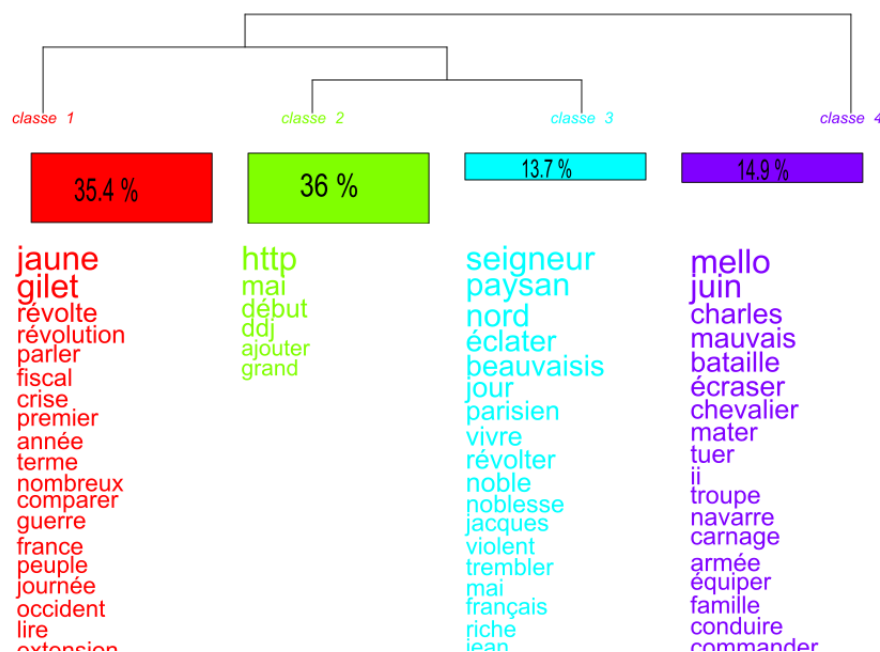 classe 1 classe 2 classe 3 classe 4
35.4 % 36 % 13.7 % 14.9 %
jaune
gilet
révolte
révolution
parler
fiscal
crise
premier
année
terme
nombreux
comparer
guerre
france
peuple
journée
occident
lire
extension
http
mai
début
ddj
ajouter
grand
seigneur
paysan
nord
éclater
beauvaisis
jour
parisien
vivre
révolter
noble
noblesse
jacques
violent
trembler
mai
français
riche
jean
mello
juin
charles
mauvais
bataille
écraser
chevalier
mater
tuer
ii
troupe
navarre
carnage
armée
équiper
famille
conduire
commander